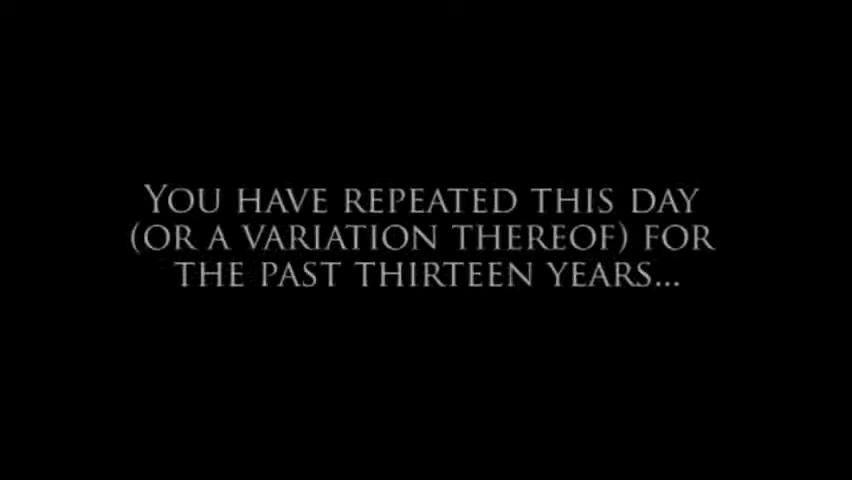 You have repeated this day
(or a variation thereof) for
the past thirteen years...